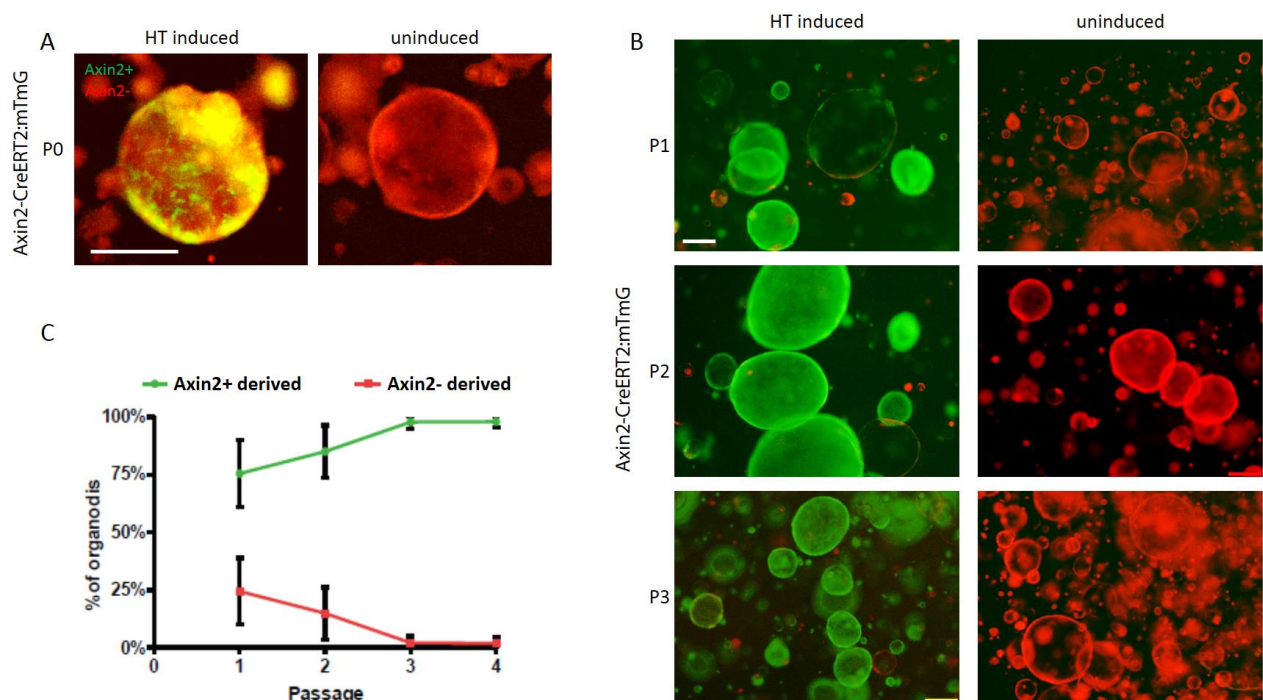 A
HT induced
uninduced
Axin2+
Axin2-
P0
Axin2-CreERT2:mTmG
B
HT induced
uninduced
P1
P2
P3
Axin2-CreERT2:mTmG
C
Axin2+ derived
Axin2- derived
100%
75%
50%
25%
0%
% of organodis
0
1
2
3
4
Passage